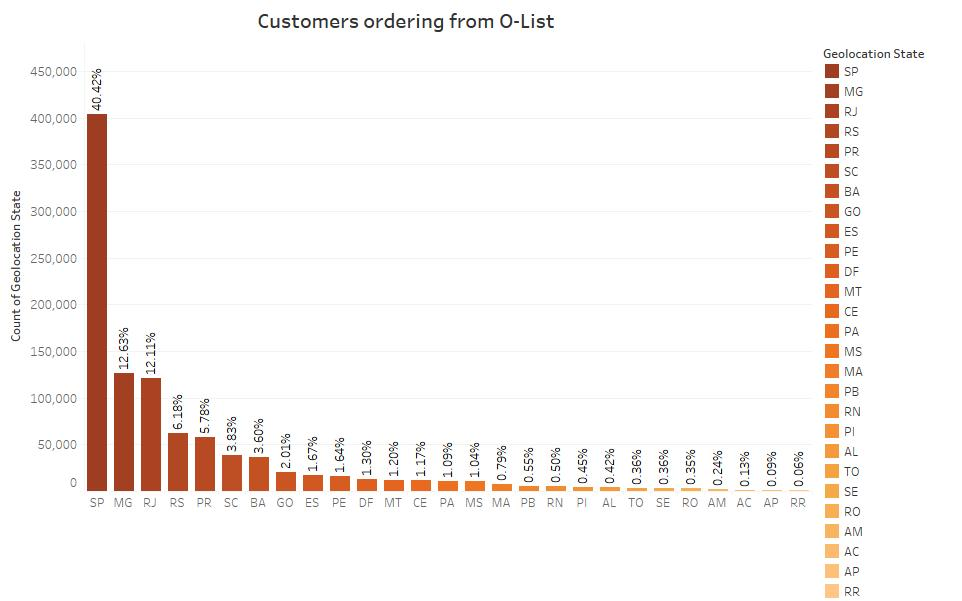 Customers ordering from O-List
Count of Geolocation State
450,000
400,000
350,000
300,000
250,000
200,000
150,000
100,000
50,000
0
40.42%
12.63%
12.11%
6.18%
5.78%
3.83%
3.60%
2.01%
1.67%
1.64%
1.30%
1.20%
1.17%
1.09%
1.04%
0.79%
0.55%
0.50%
0.45%
0.42%
0.36%
0.36%
0.35%
0.24%
0.13%
0.09%
0.06%
SP MG RJ RS PR SC BA GO ES PE DF MT CE PA MS MA PB RN PI AL TO SE RO AM AC AP RR
Geolocation State
SP
MG
RJ
RS
PR
SC
BA
GO
ES
PE
DF
MT
CE
PA
MS
MA
PB
RN
PI
AL
TO
SE
RO
AM
AC
AP
RR